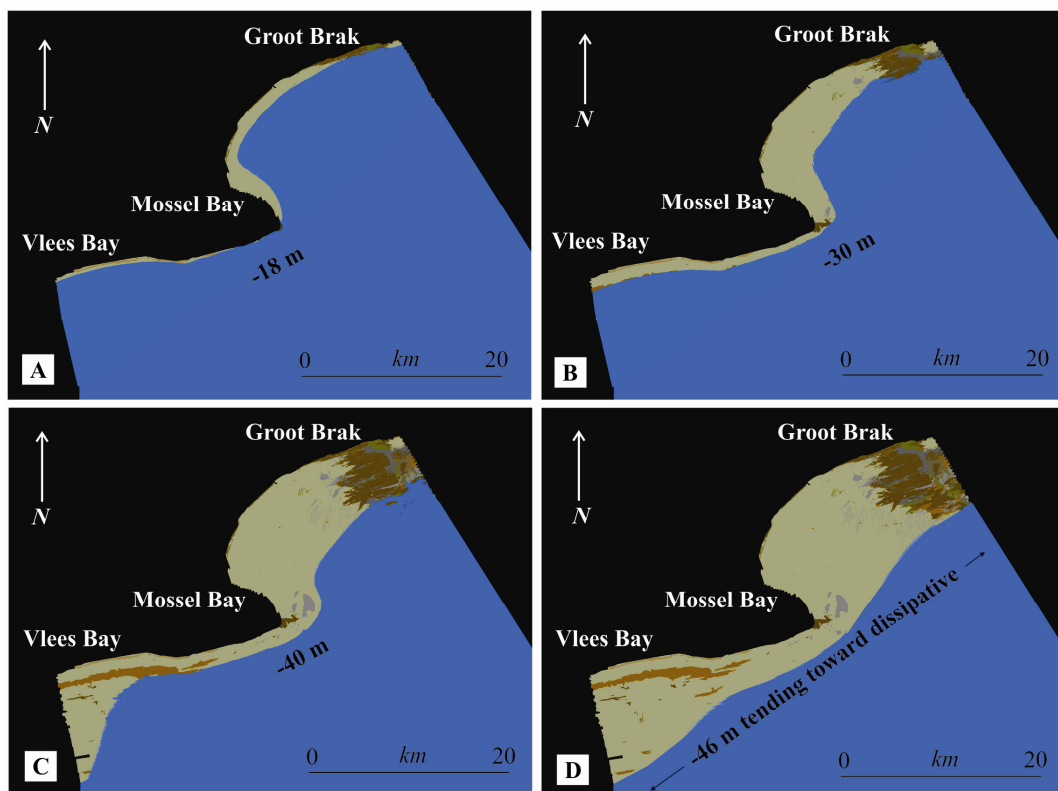 Groot Brak
N
Mossel Bay
Vlees Bay
-18 m
0 km 20
A
Groot Brak
N
Mossel Bay
Vlees Bay
-30 m
0 km 20
B
Groot Brak
N
Mossel Bay
Vlees Bay
-40 m
0 km 20
C
Groot Brak
N
Mossel Bay
Vlees Bay
-46 m tending toward dissipative
0 km 20
D